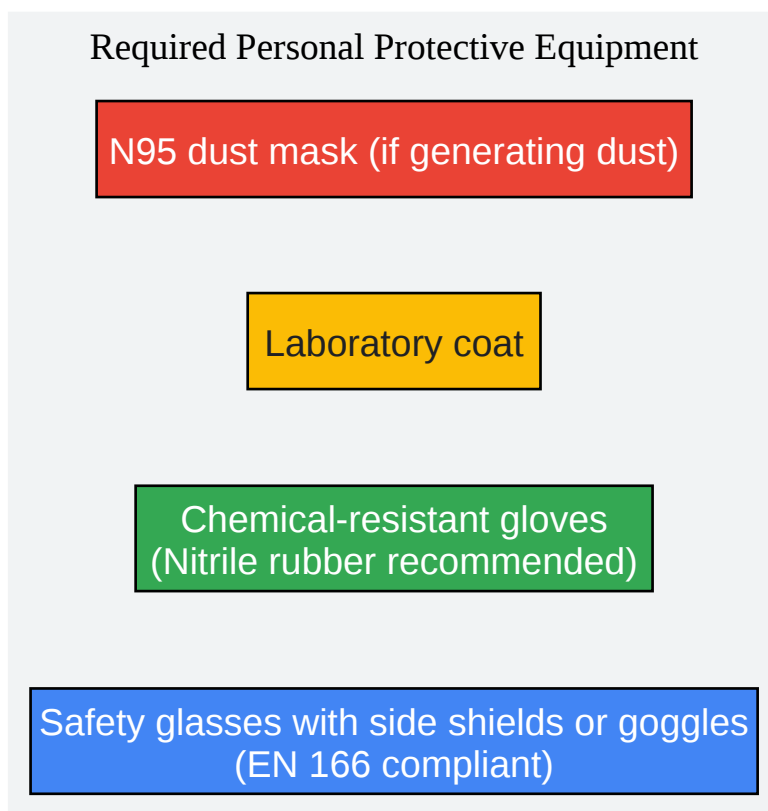 Required Personal Protective Equipment
N95 dust mask (if generating dust)
Laboratory coat
Chemical-resistant gloves
(Nitrile rubber recommended)
Safety glasses with side shields or goggles
(EN 166 compliant)